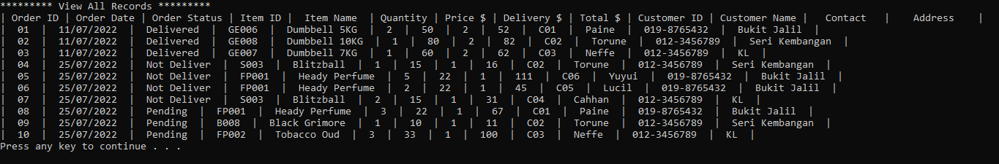 ********* View All Records *********
| Order ID | Order Date | Order Status | Item ID |  Item Name  | Quantity | Price $ | Delivery $ | Total $ | Customer ID | Customer Name |   Contact   |    Address    |
|  01  |  11/07/2022  |  Delivered  |  GE006  |  Dumbbell 5KG  |  2  |  50  |  2  |  52  |  C01  |  Paine  |  019-8765432  |  Bukit Jalil  |
|  02  |  11/07/2022  |  Delivered  |  GE008  |  Dumbbell 10KG  |  1  |  80  |  2  |  82  |  C02  |  Torune  |  012-3456789  |  Seri Kembangan  |
|  03  |  11/07/2022  |  Delivered  |  GE007  |  Dumbbell 7KG  |  1  |  60  |  2  |  62  |  C03  |  Neffe  |  012-3456789  |  KL  |
|  04  |  25/07/2022  |  Not Deliver  |  S003  |  Blitzball  |  1  |  15  |  1  |  16  |  C02  |  Torune  |  012-3456789  |  Seri Kembangan  |
|  05  |  25/07/2022  |  Not Deliver  |  FP001  |  Heady Perfume  |  5  |  22  |  1  |  111  |  C06  |  Yuyui  |  019-8765432  |  Bukit Jalil  |
|  06  |  25/07/2022  |  Not Deliver  |  FP001  |  Heady Perfume  |  2  |  22  |  1  |  45  |  C05  |  Lucil  |  019-8765432  |  Bukit Jalil  |
|  07  |  25/07/2022  |  Not Deliver  |  S003  |  Blitzball  |  2  |  15  |  1  |  31  |  C04  |  Cahhan  |  012-3456789  |  KL  |
|  08  |  25/07/2022  |  Pending  |  FP001  |  Heady Perfume  |  3  |  22  |  1  |  67  |  C01  |  Paine  |  019-8765432  |  Bukit Jalil  |
|  09  |  25/07/2022  |  Pending  |  B008  |  Black Grimore  |  1  |  10  |  1  |  11  |  C02  |  Torune  |  012-3456789  |  Seri Kembangan  |
|  10  |  25/07/2022  |  Pending  |  FP002  |  Tobacco Oud  |  3  |  33  |  1  |  100  |  C03  |  Neffe  |  012-3456789  |  KL  |
Press any key to continue . . .